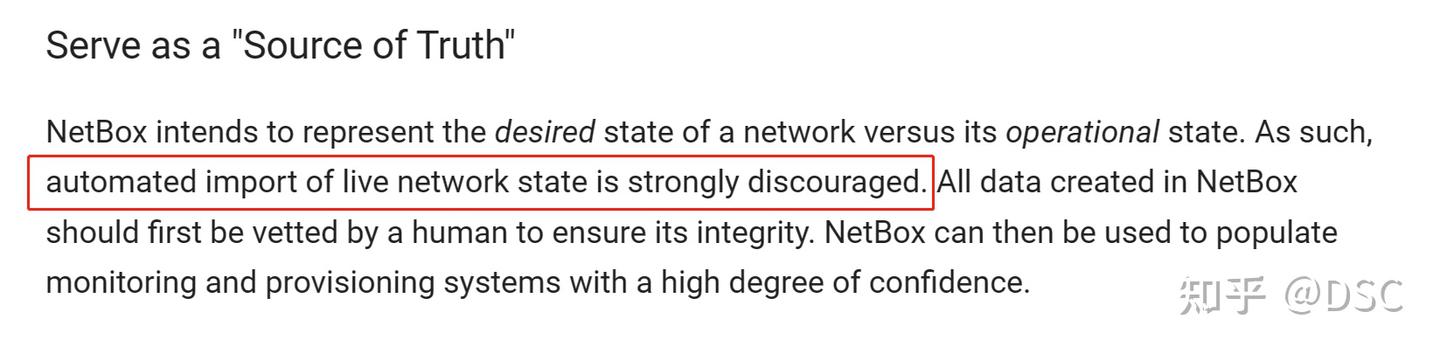 Serve as a "Source of Truth"
NetBox intends to represent the desired state of a network versus its operational state. As such,
automated import of live network state is strongly discouraged. All data created in NetBox
should first be vetted by a human to ensure its integrity. NetBox can then be used to populate
monitoring and provisioning systems with a high degree of confidence.
知乎 @DSC